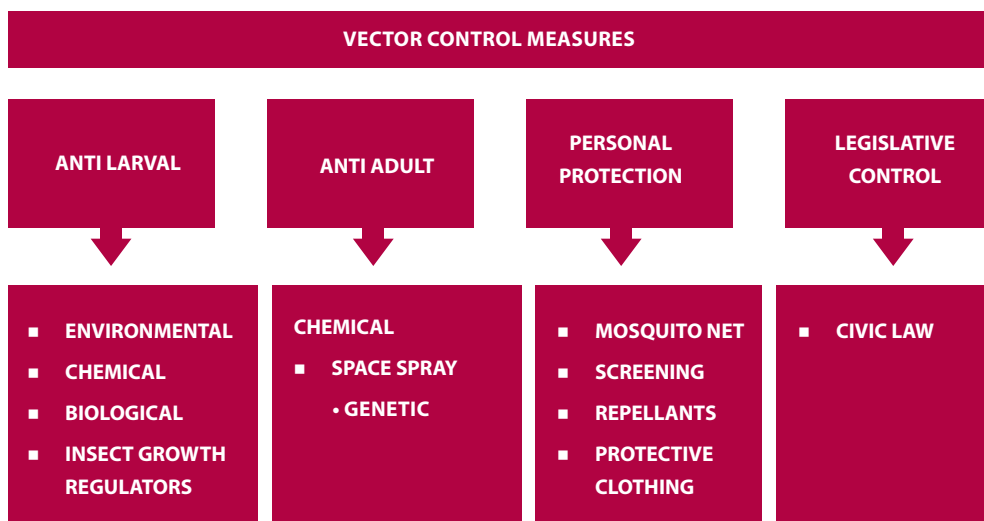 VECTOR CONTROL MEASURES
ANTI LARVAL
ANTI ADULT
PERSONAL
PROTECTION
LEGISLATIVE
CONTROL
▪ ENVIRONMENTAL
▪ CHEMICAL
▪ BIOLOGICAL
▪ INSECT GROWTH
REGULATORS
CHEMICAL
▪ SPACE SPRAY
• GENETIC
▪ MOSQUITO NET
▪ SCREENING
▪ REPELLANTS
▪ PROTECTIVE
CLOTHING
▪ CIVIC LAW